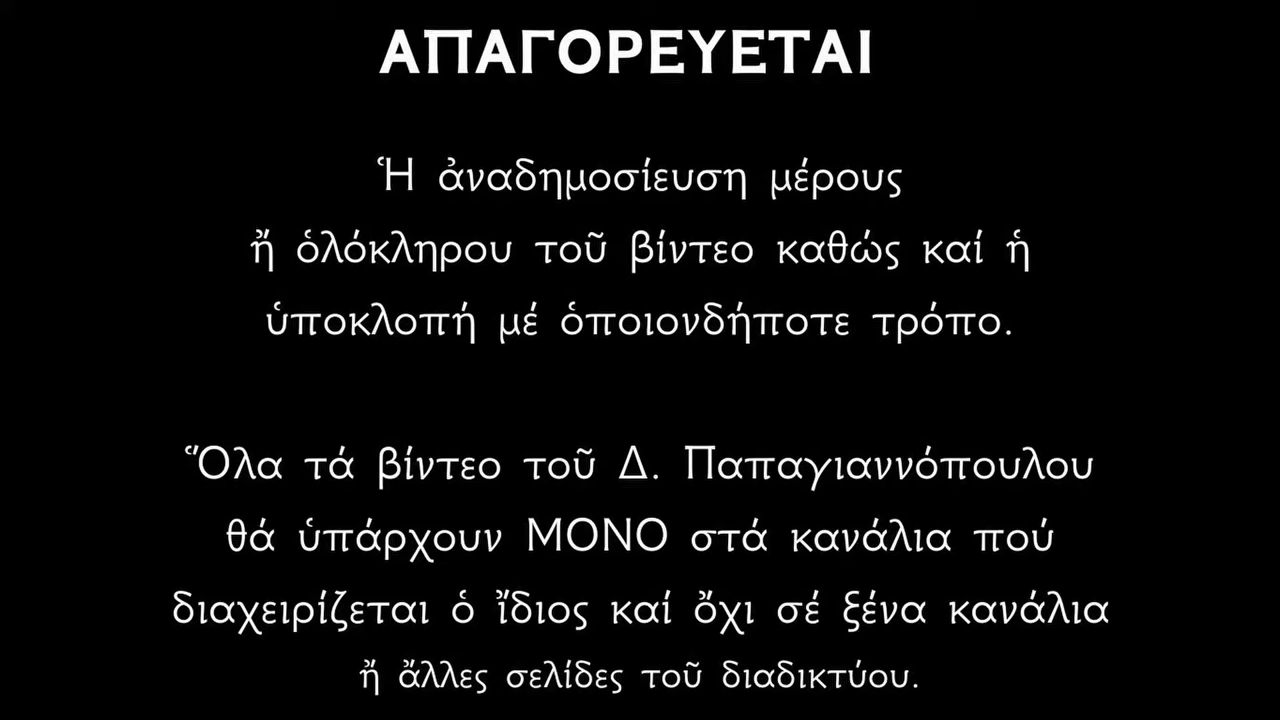 ΑΠΑΓΟΡΕΥΕΤΑΙ
Ἡ ἀναδημοσίευση μέρους
ἤ ὁλόκληρου τοῦ βίντεο καθώς καί ἡ
ὑποκλοπή μέ ὁποιονδήποτε τρόπο.
Ὅλα τά βίντεο τοῦ Δ. Παπαγιαννόπουλου
θά ὑπάρχουν ΜΟΝΟ στά κανάλια πού
διαχειρίζεται ὁ ἴδιος καί ὄχι σέ ξένα κανάλια
ἤ ἄλλες σελίδες τοῦ διαδικτύου.